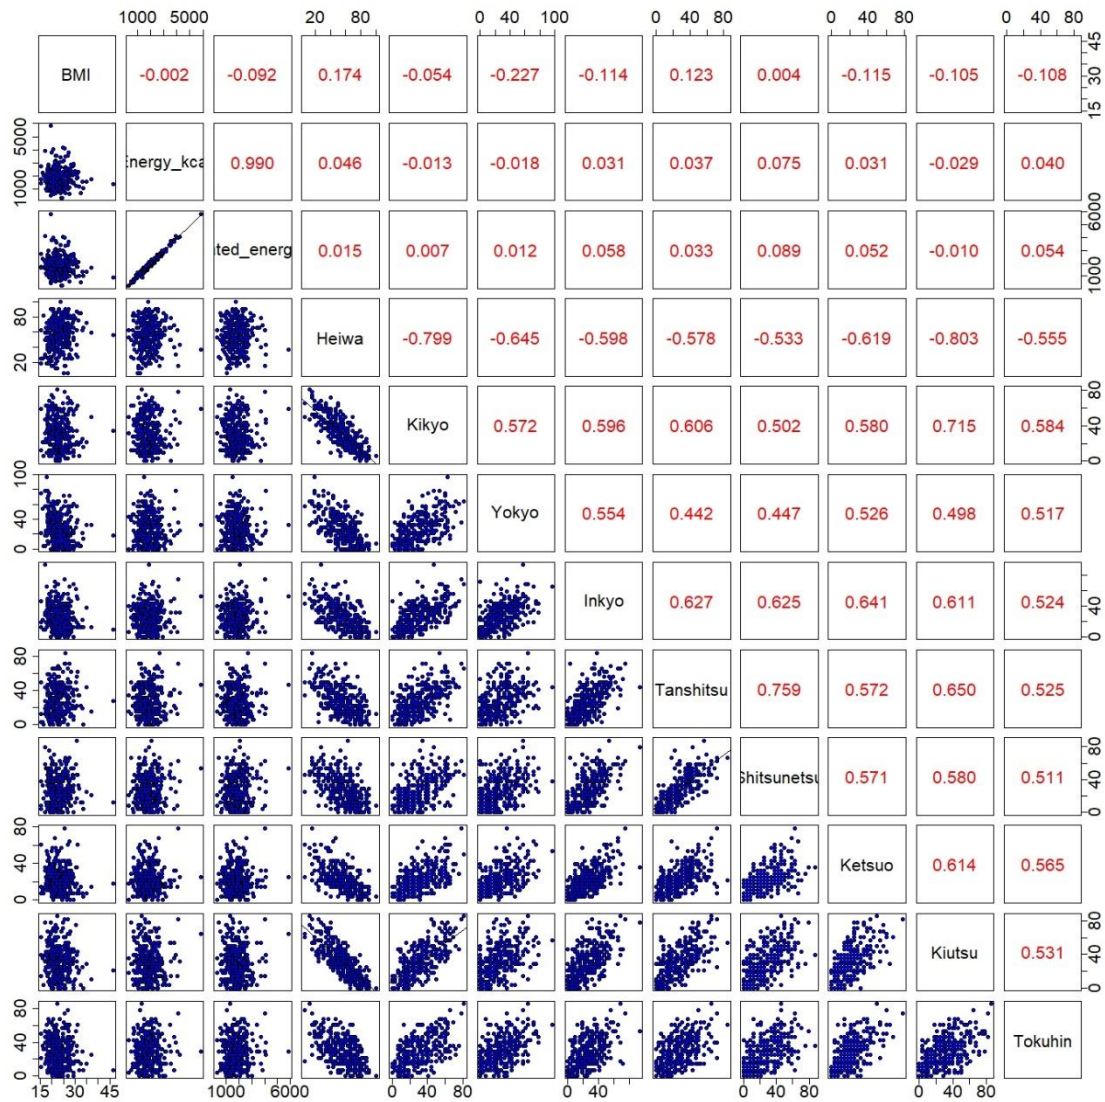 1000 5000 20 80 0 40 100 0 40 0 40 80 0 40 80
BMI -0.002 -0.092 0.174 -0.054 -0.227 -0.114 0.123 0.004 -0.115 -0.105 -0.108 15 30 45
1000 5000 Energy_kca 0.990 0.046 -0.013 -0.018 0.031 0.037 0.075 0.031 -0.029 0.040
ated_energ 0.015 0.007 0.012 0.058 0.033 0.089 0.052 -0.010 0.054 1000 6000
20 80 Heiwa -0.799 -0.645 -0.598 -0.578 -0.533 -0.619 -0.803 -0.555
Kikyo 0.572 0.596 0.606 0.502 0.580 0.715 0.584 0 40 80
0 40 100 Yokyo 0.554 0.442 0.447 0.526 0.498 0.517
Inkyo 0.627 0.625 0.641 0.611 0.524 0 40
0 40 80 Tanshitsu 0.759 0.572 0.650 0.525
Shitsunetsu 0.571 0.580 0.511 0 40 80
0 40 80 Ketsuo 0.614 0.565
Kiutsu 0.531 0 40 80
0 40 80 Tokuhin
15 30 45 1000 6000 0 40 80 0 40 0 40 80 0 40 80